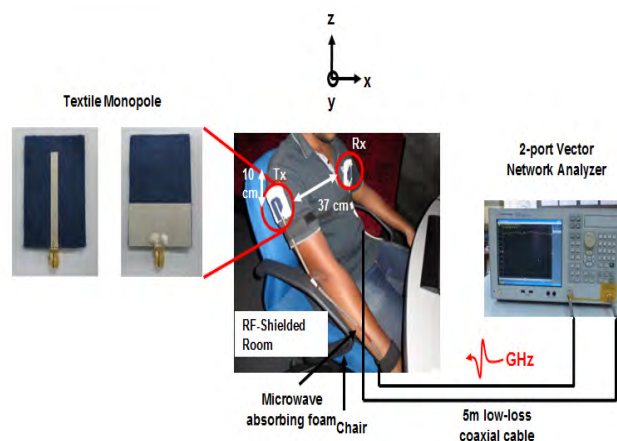 z
x
y
Textile Monopole
2-port Vector
Network Analyzer
Rx
Tx
10
cm
37 cm
RF-Shielded
Room
GHz
Microwave
absorbing foam
Chair
5m low-loss
coaxial cable